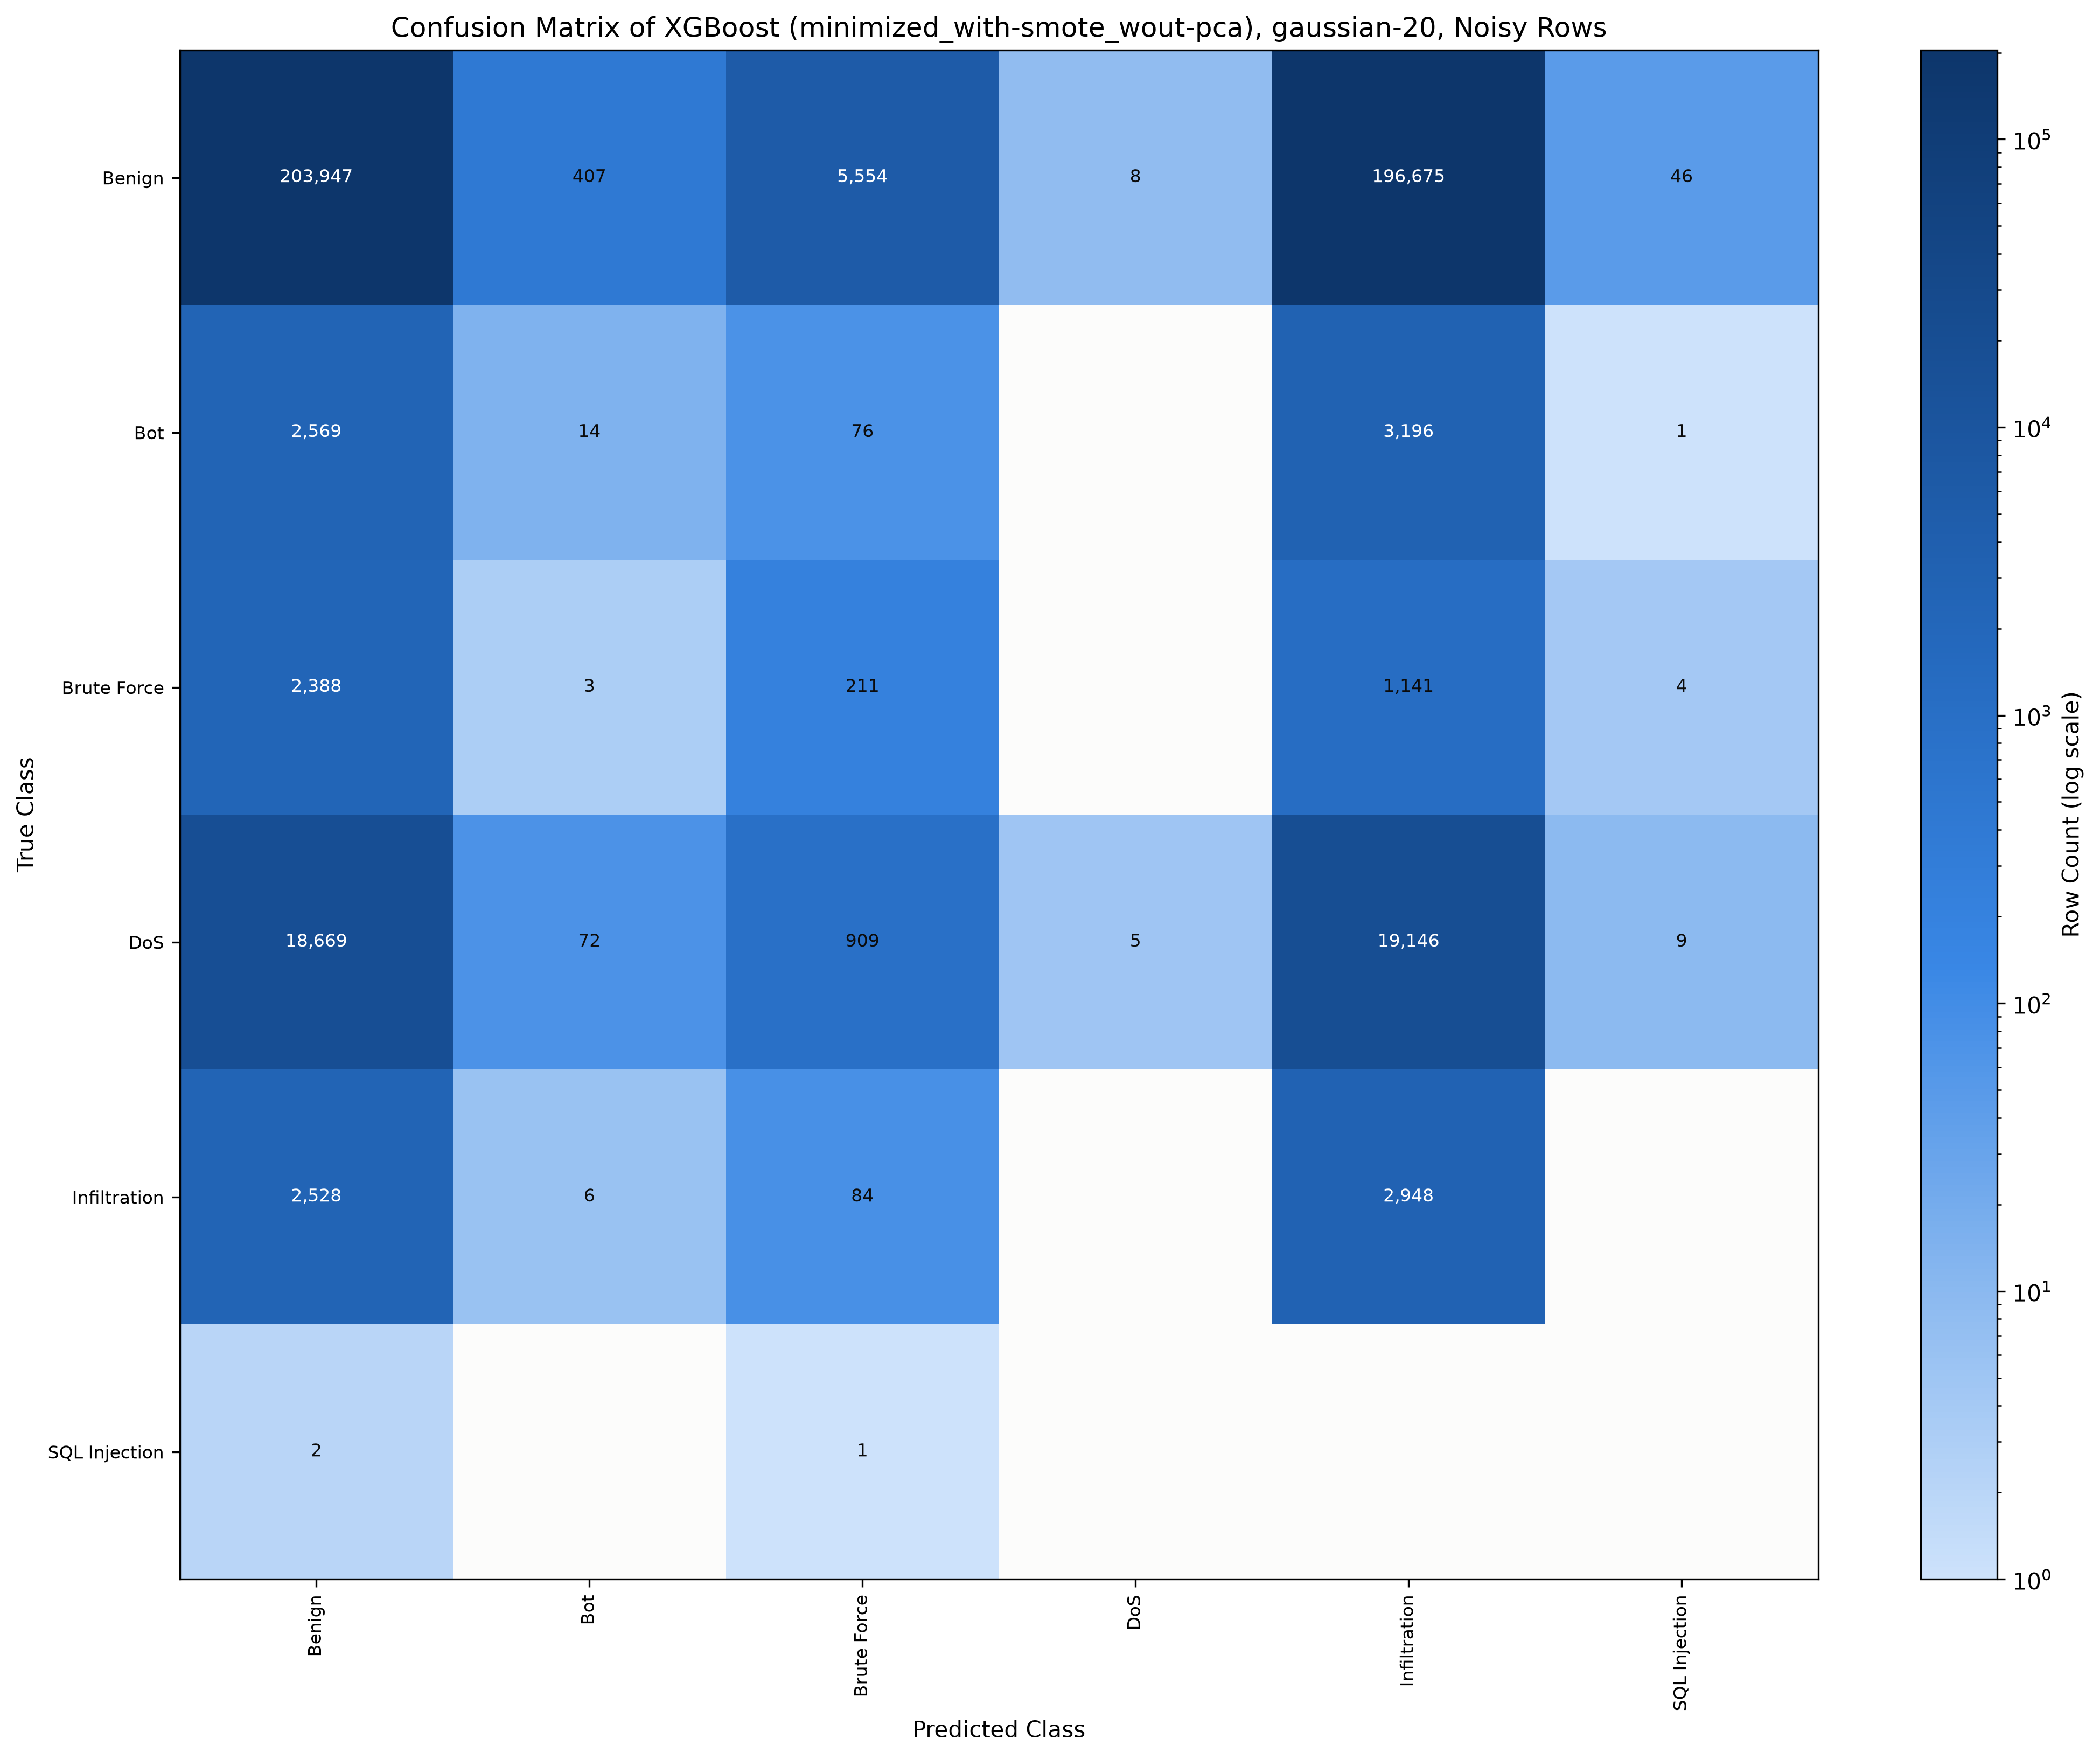 Confusion Matrix of XGBoost (minimized_with-smote_wout-pca), gaussian-20, Noisy Rows
True Class
Benign 203,947 407 5,554 8 196,675 46
Bot 2,569 14 76 3,196 1
Brute Force 2,388 3 211 1,141 4
DoS 18,669 72 909 5 19,146 9
Infiltration 2,528 6 84 2,948
SQL Injection 2 1
Benign Bot Brute Force DoS Infiltration SQL Injection
Predicted Class
10⁵
10⁴
10³
10²
10¹
10⁰
Row Count (log scale)